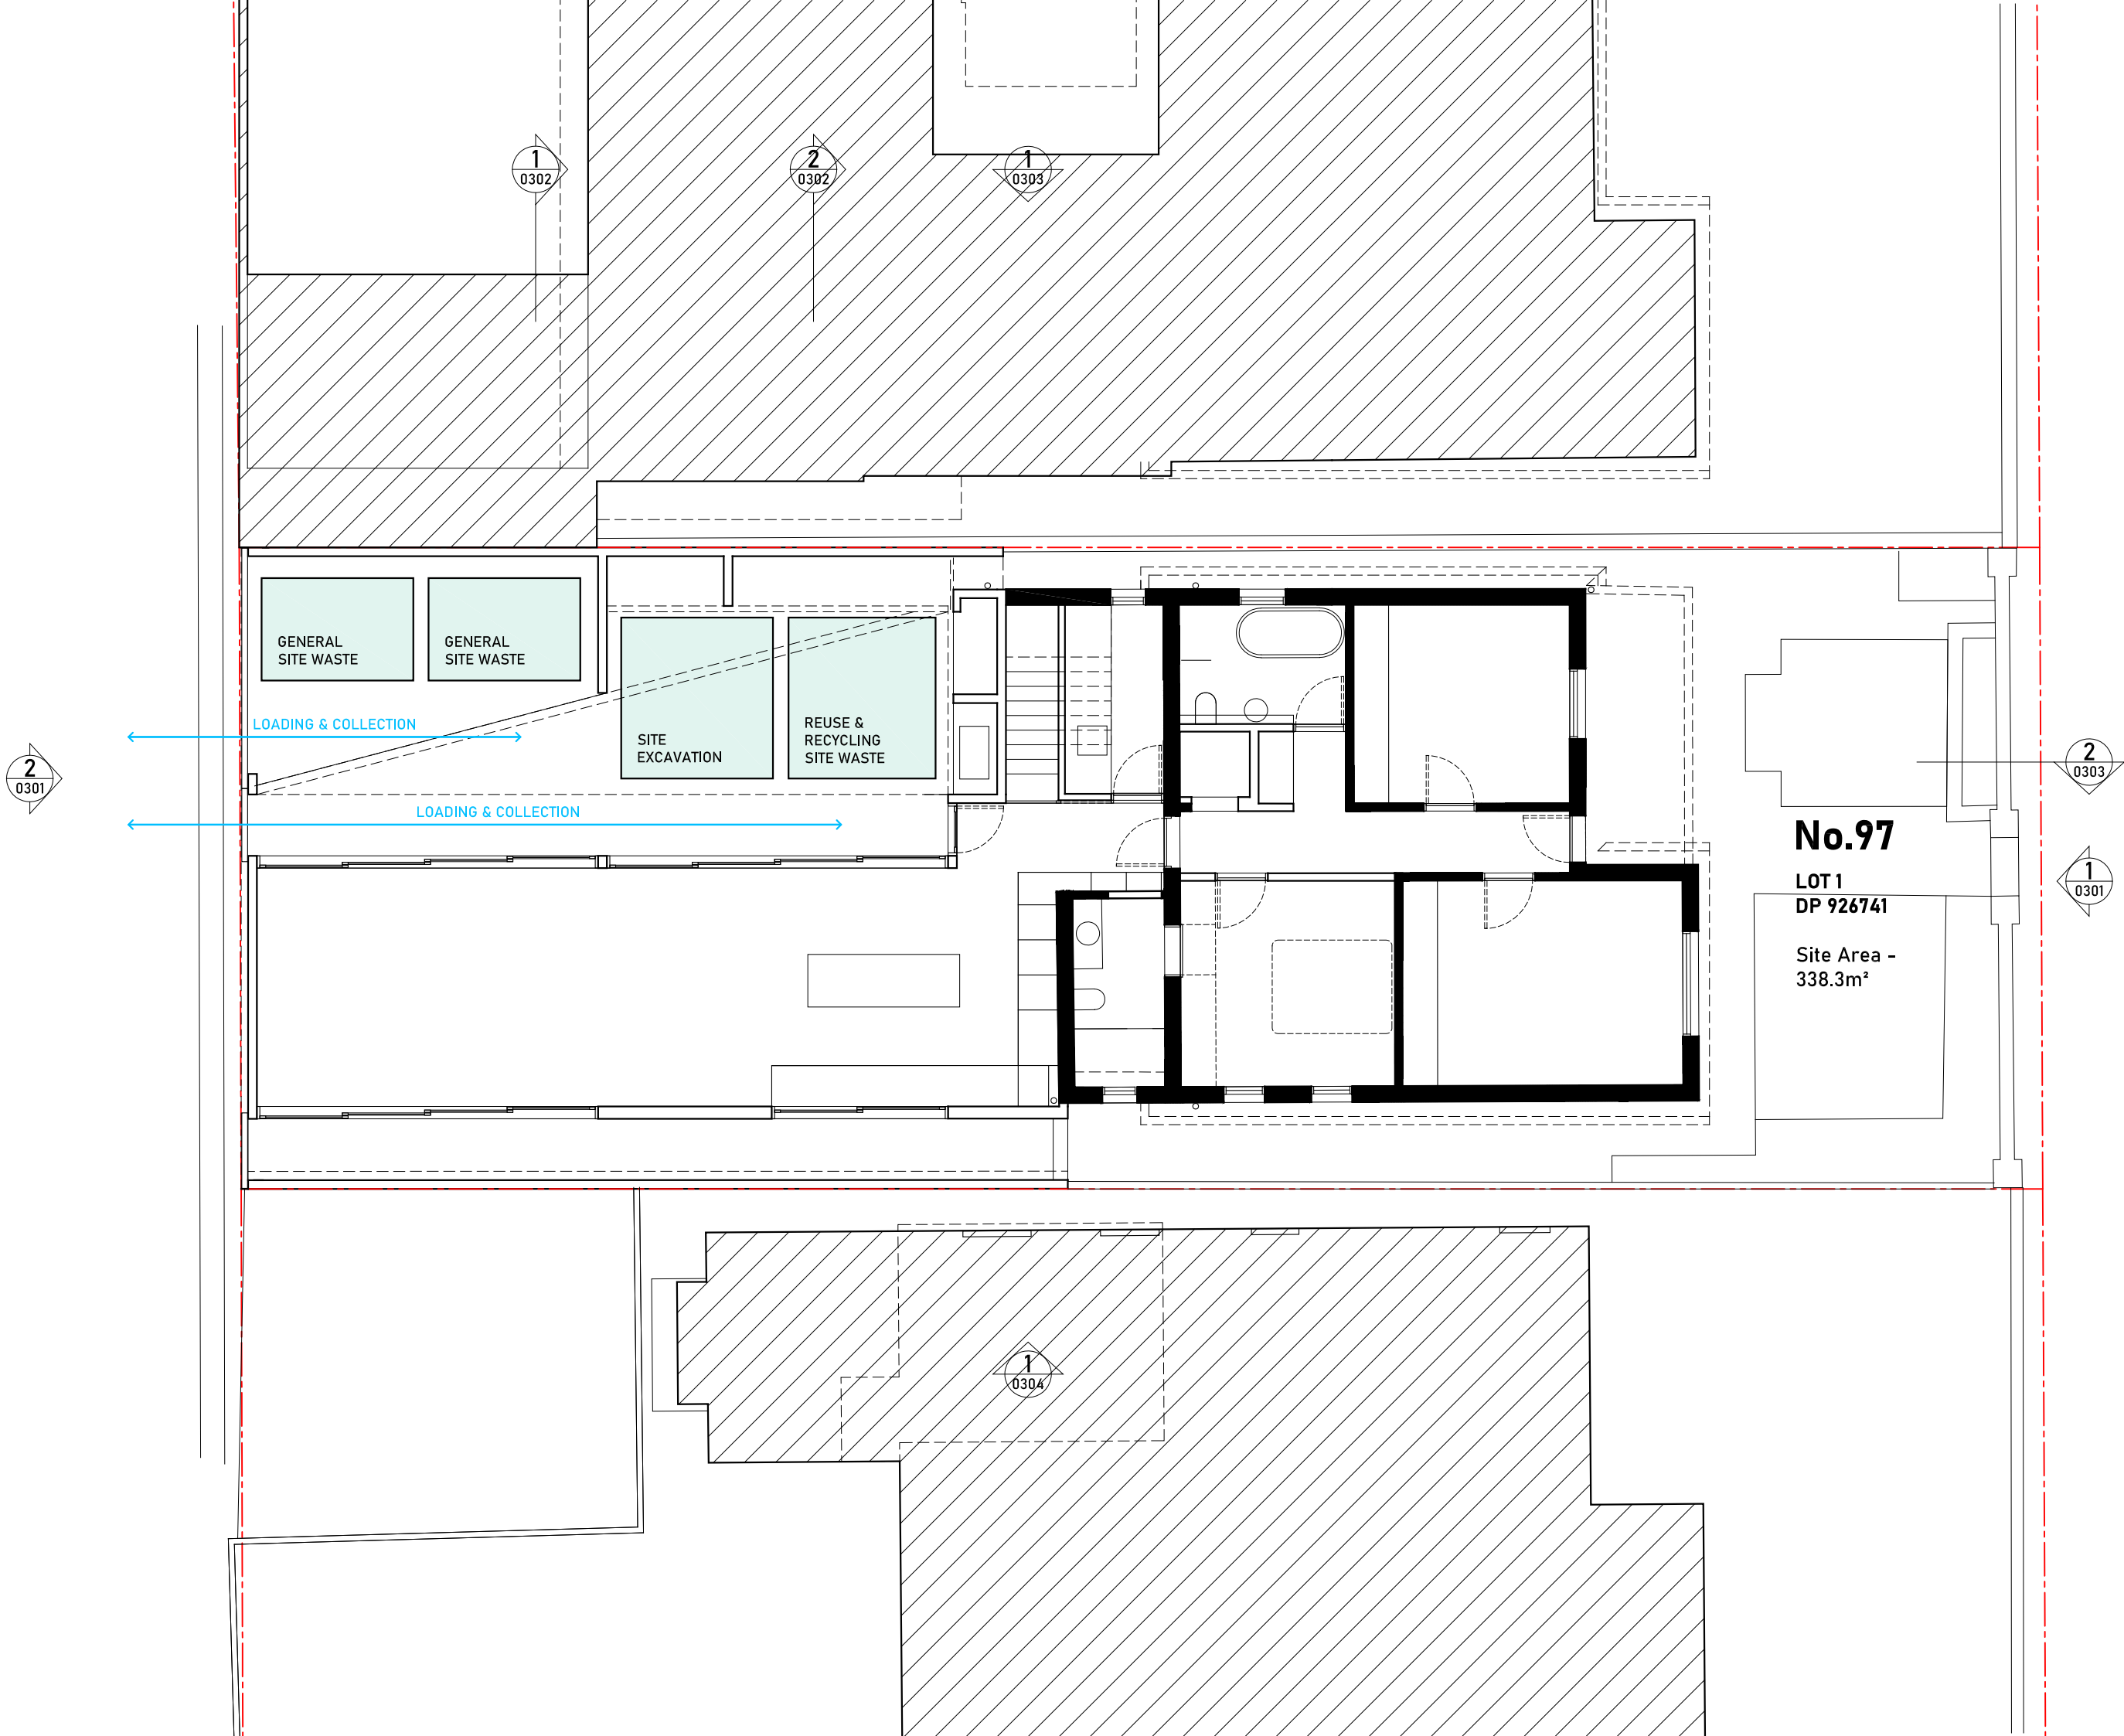 1
0302
2
0302
1
0303
GENERAL
SITE WASTE
GENERAL
SITE WASTE
LOADING & COLLECTION
SITE
EXCAVATION
REUSE &
RECYCLING
SITE WASTE
LOADING & COLLECTION
2
0301
2
0303
No.97
LOT 1
DP 926741
Site Area -
338.3m²
1
0301
1
0304